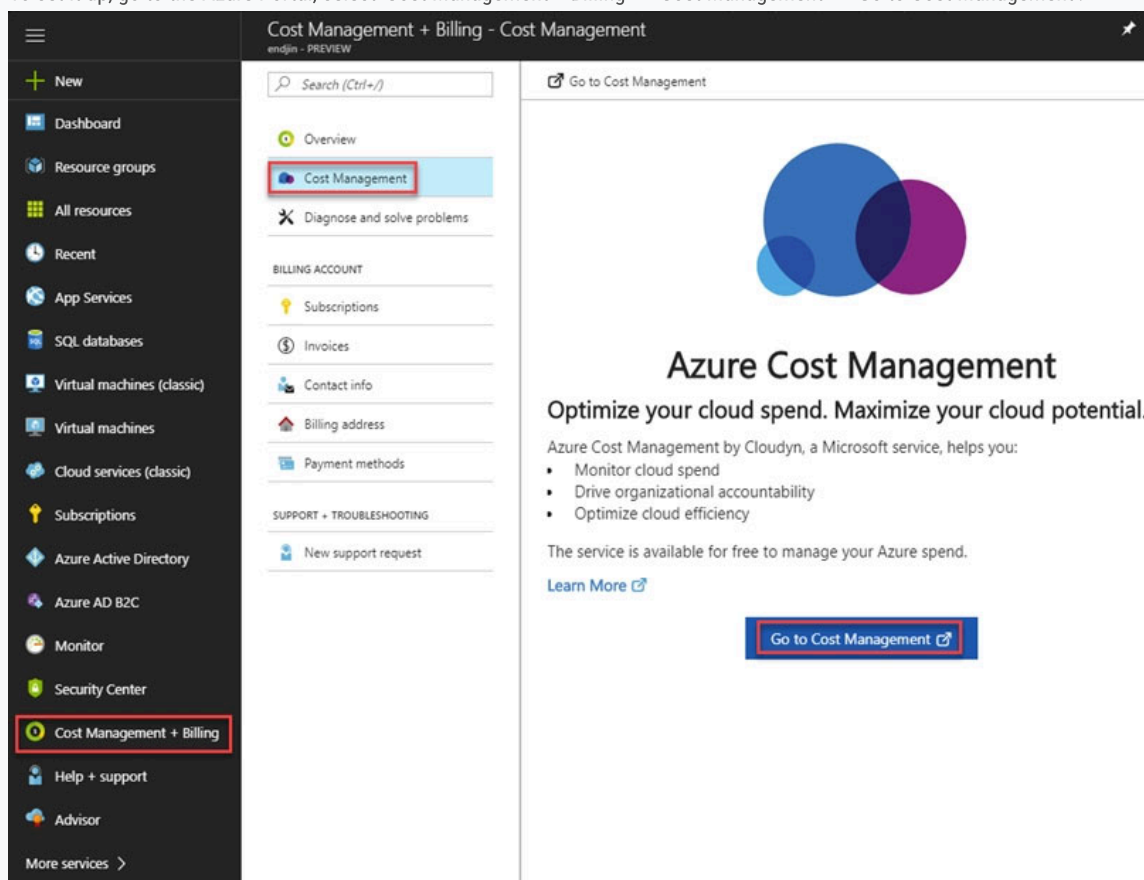 Cost Management + Billing - Cost Management
endjin - PREVIEW
New
Dashboard
Resource groups
All resources
Recent
App Services
SQL databases
Virtual machines (classic)
Virtual machines
Cloud services (classic)
Subscriptions
Azure Active Directory
Azure AD B2C
Monitor
Security Center
Cost Management + Billing
Help + support
Advisor
More services >
Search (Ctrl+/)
Overview
Cost Management
Diagnose and solve problems
BILLING ACCOUNT
Subscriptions
Invoices
Contact info
Billing address
Payment methods
SUPPORT + TROUBLESHOOTING
New support request
Go to Cost Management
Azure Cost Management
Optimize your cloud spend. Maximize your cloud potential.
Azure Cost Management by Cloudyn, a Microsoft service, helps you:
• Monitor cloud spend
• Drive organizational accountability
• Optimize cloud efficiency
The service is available for free to manage your Azure spend.
Learn More
Go to Cost Management